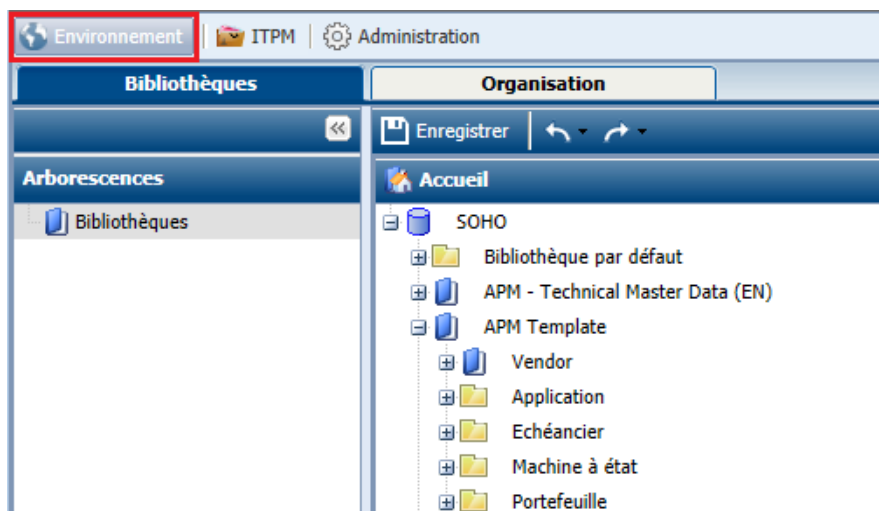 Environnement ITPM Administration
Bibliothèques Organisation
Enregistrer
Arborescences Accueil
Bibliothèques SOHO
Bibliothèque par défaut
APM - Technical Master Data (EN)
APM Template
Vendor
Application
Echéancier
Machine à état
Portefeuille